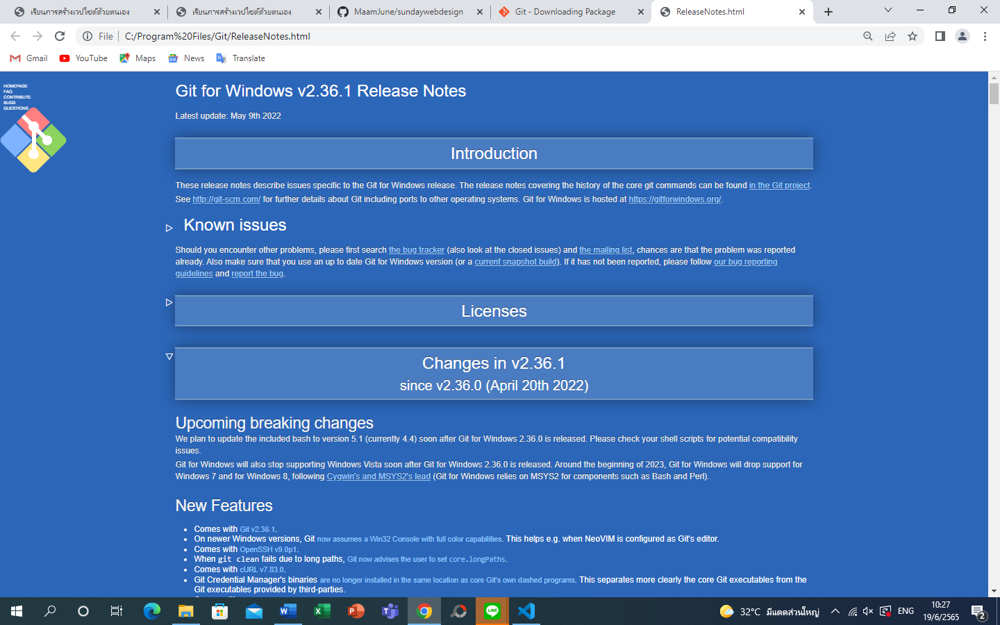 เรียนการสร้างเวปไซต์ด้วยตนเอง
เรียนการสร้างเวปไซต์ด้วยตนเอง
MaamJune/sundaywebdesign
Git - Downloading Package
ReleaseNotes.html
File
C:/Program%20Files/Git/ReleaseNotes.html
Gmail
YouTube
Maps
News
Translate
HOMEPAGE
FAQ
CONTRIBUTE
BUGS
QUESTIONS
Git for Windows v2.36.1 Release Notes
Latest update: May 9th 2022
Introduction
These release notes describe issues specific to the Git for Windows release. The release notes covering the history of the core git commands can be found in the Git project.
See http://git-scm.com/ for further details about Git including ports to other operating systems. Git for Windows is hosted at https://gitforwindows.org/.
Known issues
Should you encounter other problems, please first search the bug tracker (also look at the closed issues) and the mailing list, chances are that the problem was reported
already. Also make sure that you use an up to date Git for Windows version (or a current snapshot build). If it has not been reported, please follow our bug reporting
guidelines and report the bug.
Licenses
Changes in v2.36.1
since v2.36.0 (April 20th 2022)
Upcoming breaking changes
We plan to update the included bash to version 5.1 (currently 4.4) soon after Git for Windows 2.36.0 is released. Please check your shell scripts for potential compatibility
issues.
Git for Windows will also stop supporting Windows Vista soon after Git for Windows 2.36.0 is released. Around the beginning of 2023, Git for Windows will drop support for
Windows 7 and for Windows 8, following Cygwin's and MSYS2's lead (Git for Windows relies on MSYS2 for components such as Bash and Perl).
New Features
Comes with Git v2.36.1.
On newer Windows versions, Git now assumes a Win32 Console with full color capabilities. This helps e.g. when NeoVIM is configured as Git's editor.
Comes with OpenSSH v9.0p1.
When git clean fails due to long paths, Git now advises the user to set core.longPaths.
Comes with cURL v7.83.0.
Git Credential Manager's binaries are no longer installed in the same location as core Git's own dashed programs. This separates more clearly the core Git executables from the
Git executables provided by third-parties.
32°C มีแดดส่วนใหญ่
ENG
10:27
19/6/2565
2